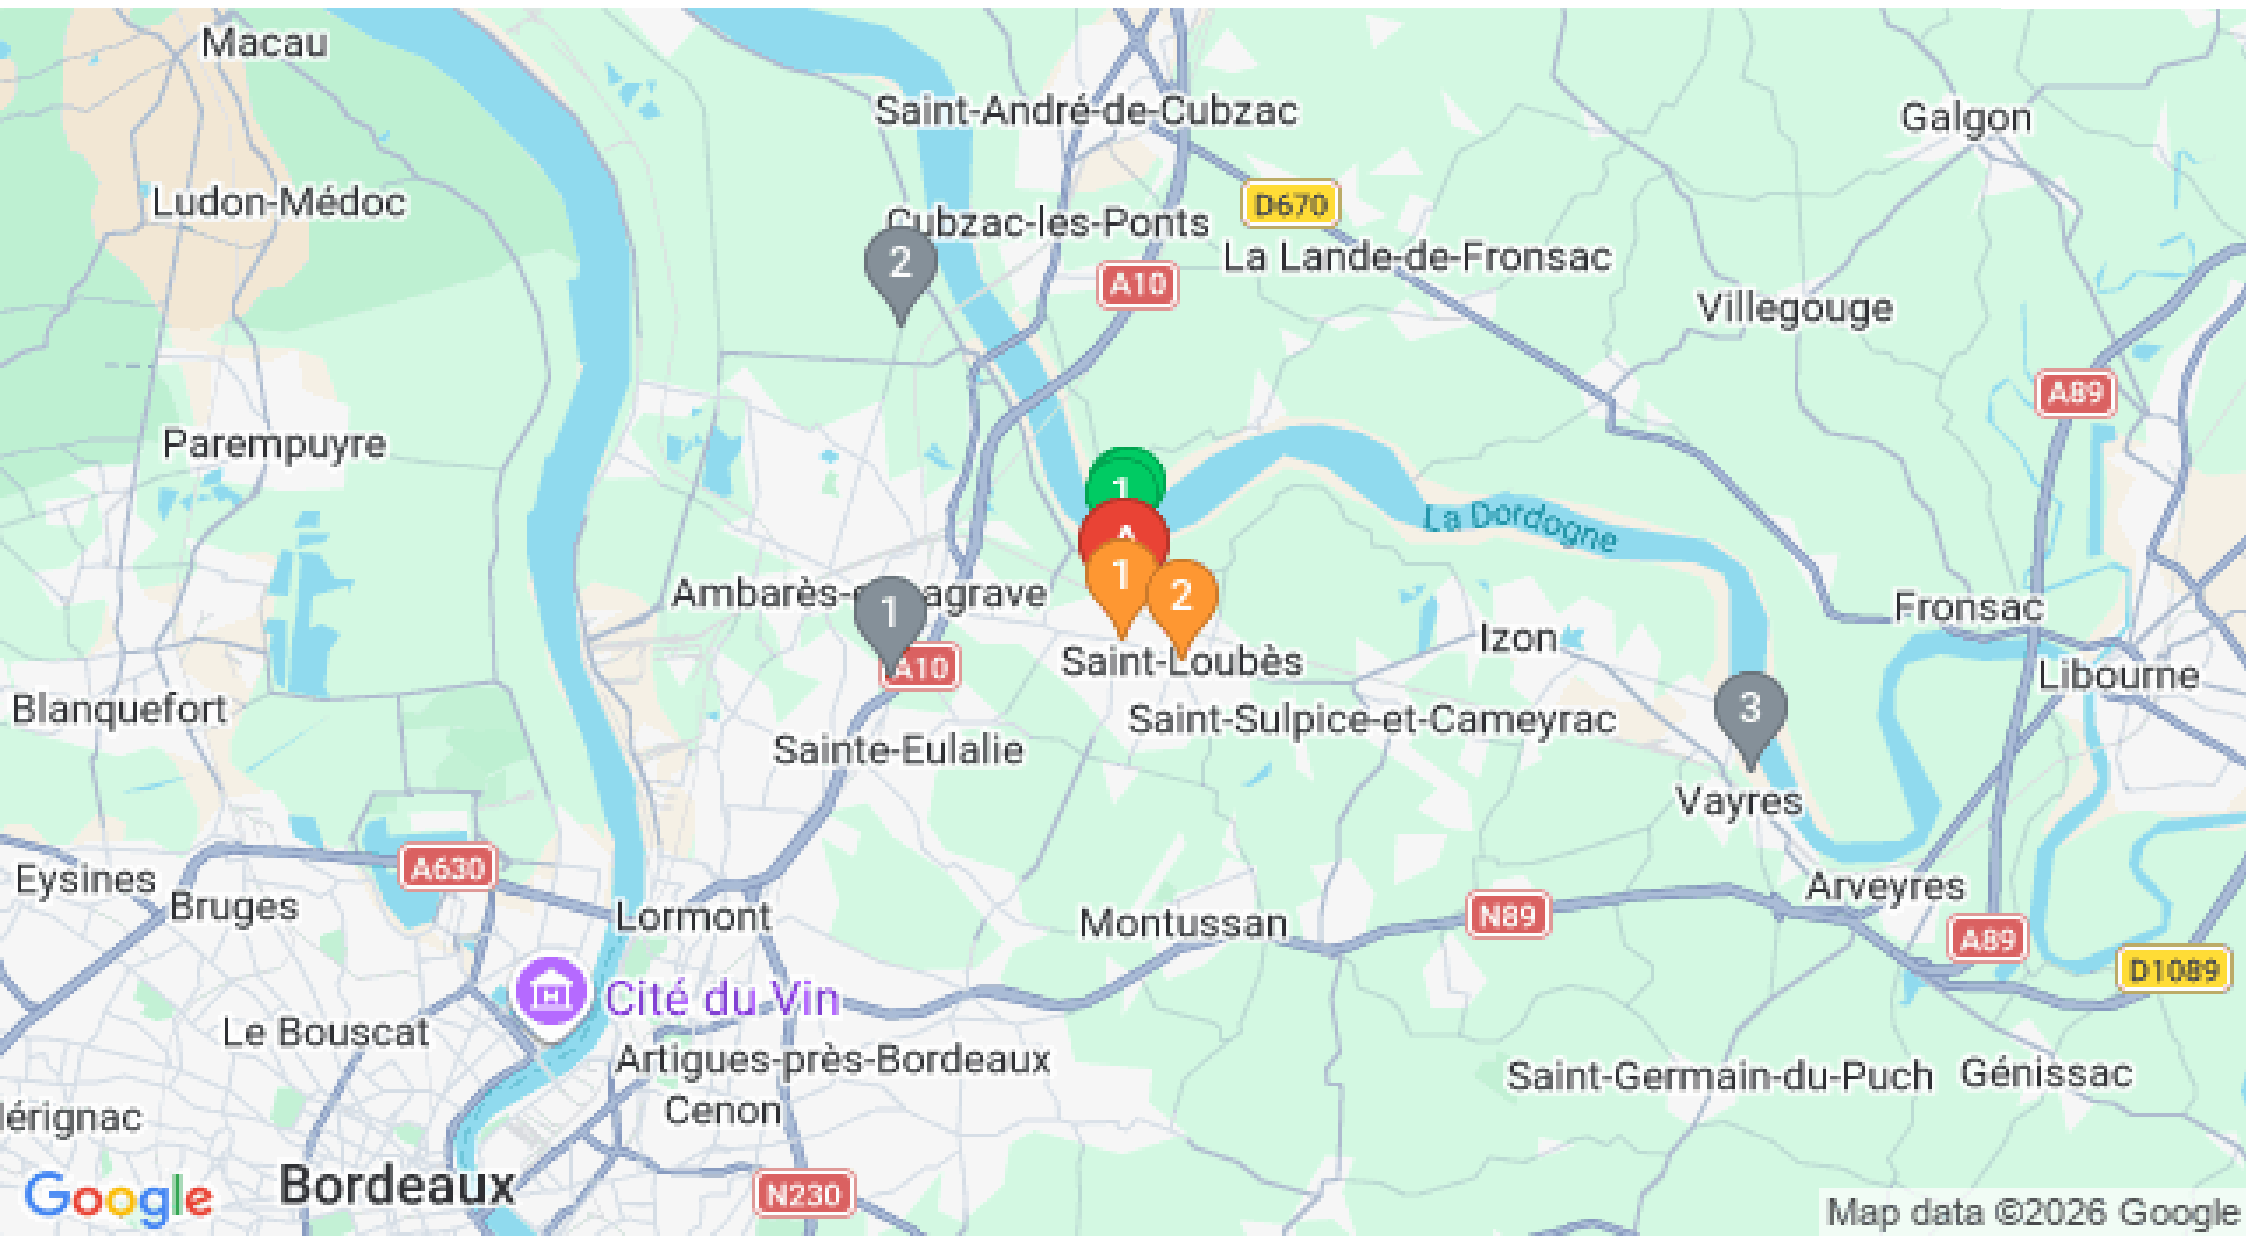 Macau
Saint-André-de-Cubzac
Galgon
Ludon-Médoc
D670
Cubzac-les-Ponts
2
La Lande-de-Fronsac
A10
Villegouge
A89
Parempuyre
1
La Dordogne
A
1
2
Ambarès-
agrave
1
Fronsac
Izon
Saint-Loubès
A10
Libourne
Blanquefort
3
Saint-Sulpice-et-Cameyrac
Sainte-Eulalie
Vayres
A630
Eysines
Arveyres
Bruges
Lormont
N89
Montussan
A89
D1089
Cité du Vin
Le Bouscat
Artigues-près-Bordeaux
Saint-Germain-du-Puch
Génissac
Cenon
érignac
Bordeaux
N230
Google
Map data ©2026 Google